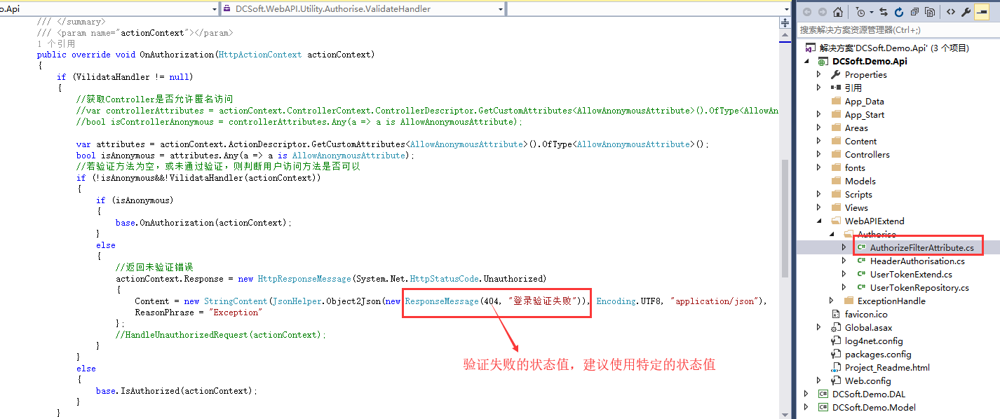 o.Api
DCSoft.WebAPI.Utility.Authorise.ValidateHandler
/// </summary>
/// <param name="actionContext"></param>
1 个引用
public override void OnAuthorization(HttpActionContext actionContext)
{
if (VilidataHandler != null)
{
//获取Controller是否允许匿名访问
//var controllerAttributes = actionContext.ControllerContext.ControllerDescriptor.GetCustomAttributes<AllowAnonymousAttribute>().OfType<AllowAn
//bool isControllerAnonymous = controllerAttributes.Any(a => a is AllowAnonymousAttribute);
var attributes = actionContext.ActionDescriptor.GetCustomAttributes<AllowAnonymousAttribute>().OfType<AllowAnonymousAttribute>();
bool isAnonymous = attributes.Any(a => a is AllowAnonymousAttribute);
//若验证方法为空，或未通过验证，则判断用户访问方法是否可以
if (!isAnonymous&&!VilidataHandler(actionContext))
{
if (isAnonymous)
{
base.OnAuthorization(actionContext);
}
else
{
//返回未验证错误
actionContext.Response = new HttpResponseMessage(System.Net.HttpStatusCode.Unauthorized)
{
Content = new StringContent(JsonHelper.Object2Json(new ResponseMessage(404, "登录验证失败")), Encoding.UTF8, "application/json"),
ReasonPhrase = "Exception"
};
//HandleUnauthorizedRequest(actionContext);
}
}
else
{
base.IsAuthorized(actionContext);
}
}
验证失败的状态值，建议使用特定的状态值
搜索解决方案资源管理器(Ctrl+;)
解决方案'DCSoft.Demo.Api' (3 个项目)
DCSoft.Demo.Api
Properties
引用
App_Data
App_Start
Areas
Content
Controllers
fonts
Models
Scripts
Views
WebAPIExtend
Authorise
AuthorizeFilterAttribute.cs
HeaderAuthorisation.cs
UserTokenExtend.cs
UserTokenRepository.cs
ExceptionHandle
favicon.ico
Global.asax
log4net.config
packages.config
Project_Readme.html
Web.config
DCSoft.Demo.DAL
DCSoft.Demo.Model